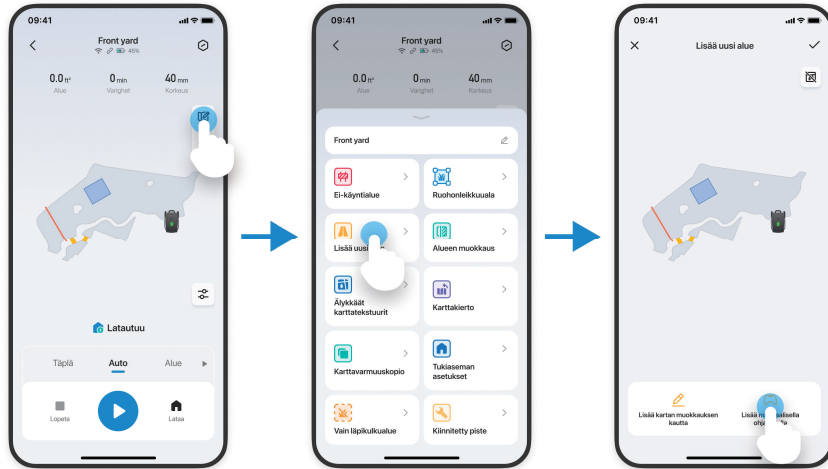 09:41
Front yard
45%
0.0 ft²
0 min
40 mm
Alue
Varighet
Korkeus
Latautuu
Täplä
Auto
Alue
Lopeta
Lataa
09:41
Front yard
45%
0.0 ft²
0 min
40 mm
Alue
Varighet
Korkeus
Front yard
Ei-käyntialue
Ruohonleikkuuala
Lisää uusi
Alueen muokkaus
Älykkäät
karttatekstuurit
Karttakierto
Karttavarmuuskopio
Tukiaseman
asetukset
Vain läpikulkualue
Kiinnitetty piste
09:41
Lisää uusi alue
Lisää kartan muokkauksen
kautta
Lisää